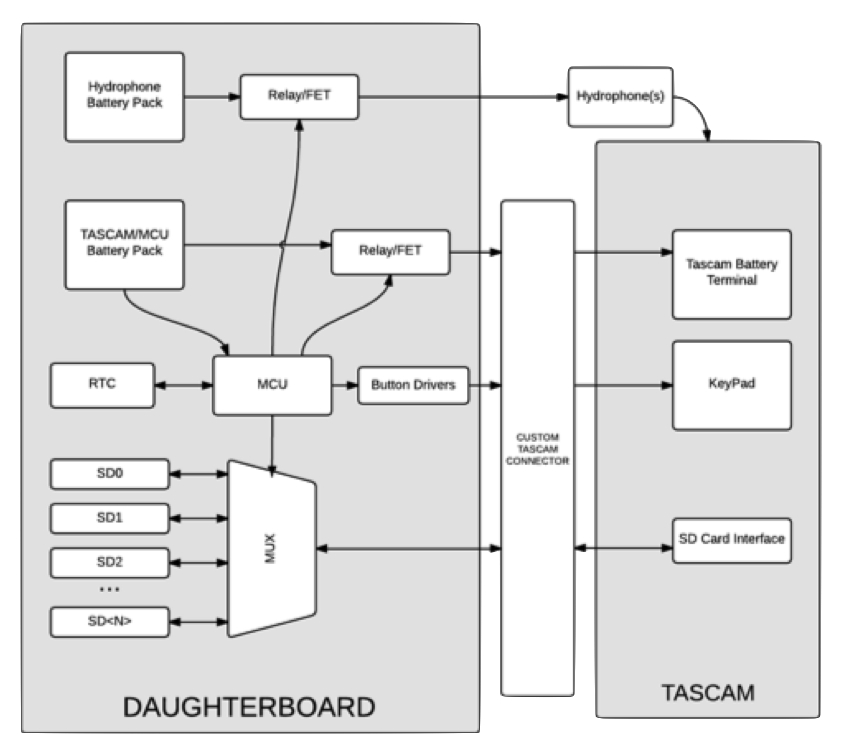 Hydrophone
Battery Pack
Relay/FET
Hydrophone(s)
TASCAM/MCU
Battery Pack
Relay/FET
Tascam Battery
Terminal
RTC
MCU
Button Drivers
KeyPad
CUSTOM
TASCAM
CONNECTOR
SD0
SD1
SD2
...
SD<N>
MUX
SD Card Interface
DAUGHTERBOARD
TASCAM